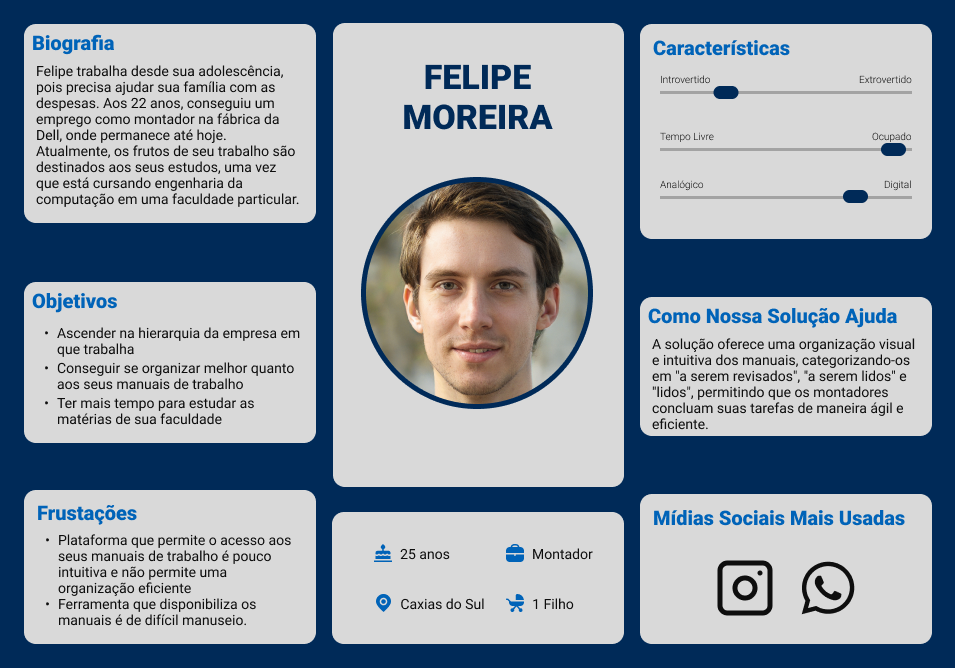 Biografia
Felipe trabalha desde sua adolescência,
pois precisa ajudar sua família com as
despesas. Aos 22 anos, conseguiu um
emprego como montador na fábrica da
Dell, onde permanece até hoje.
Atualmente, os frutos de seu trabalho são
destinados aos seus estudos, uma vez
que está cursando engenharia da
computação em uma faculdade particular.
Objetivos
• Ascender na hierarquia da empresa em
que trabalha
• Conseguir se organizar melhor quanto
aos seus manuais de trabalho
• Ter mais tempo para estudar as
matérias de sua faculdade
Frustações
• Plataforma que permite o acesso aos
seus manuais de trabalho é pouco
intuitiva e não permite uma
organização eficiente
• Ferramenta que disponibiliza os
manuais é de difícil manuseio.
FELIPE
MOREIRA
25 anos
Montador
Caxias do Sul
1 Filho
Características
Introvertido Extrovertido
Tempo Livre Ocupado
Analógico Digital
Como Nossa Solução Ajuda
A solução oferece uma organização visual
e intuitiva dos manuais, categorizando-os
em "a serem revisados", "a serem lidos" e
"lidos", permitindo que os montadores
concluam suas tarefas de maneira ágil e
eficiente.
Mídias Sociais Mais Usadas